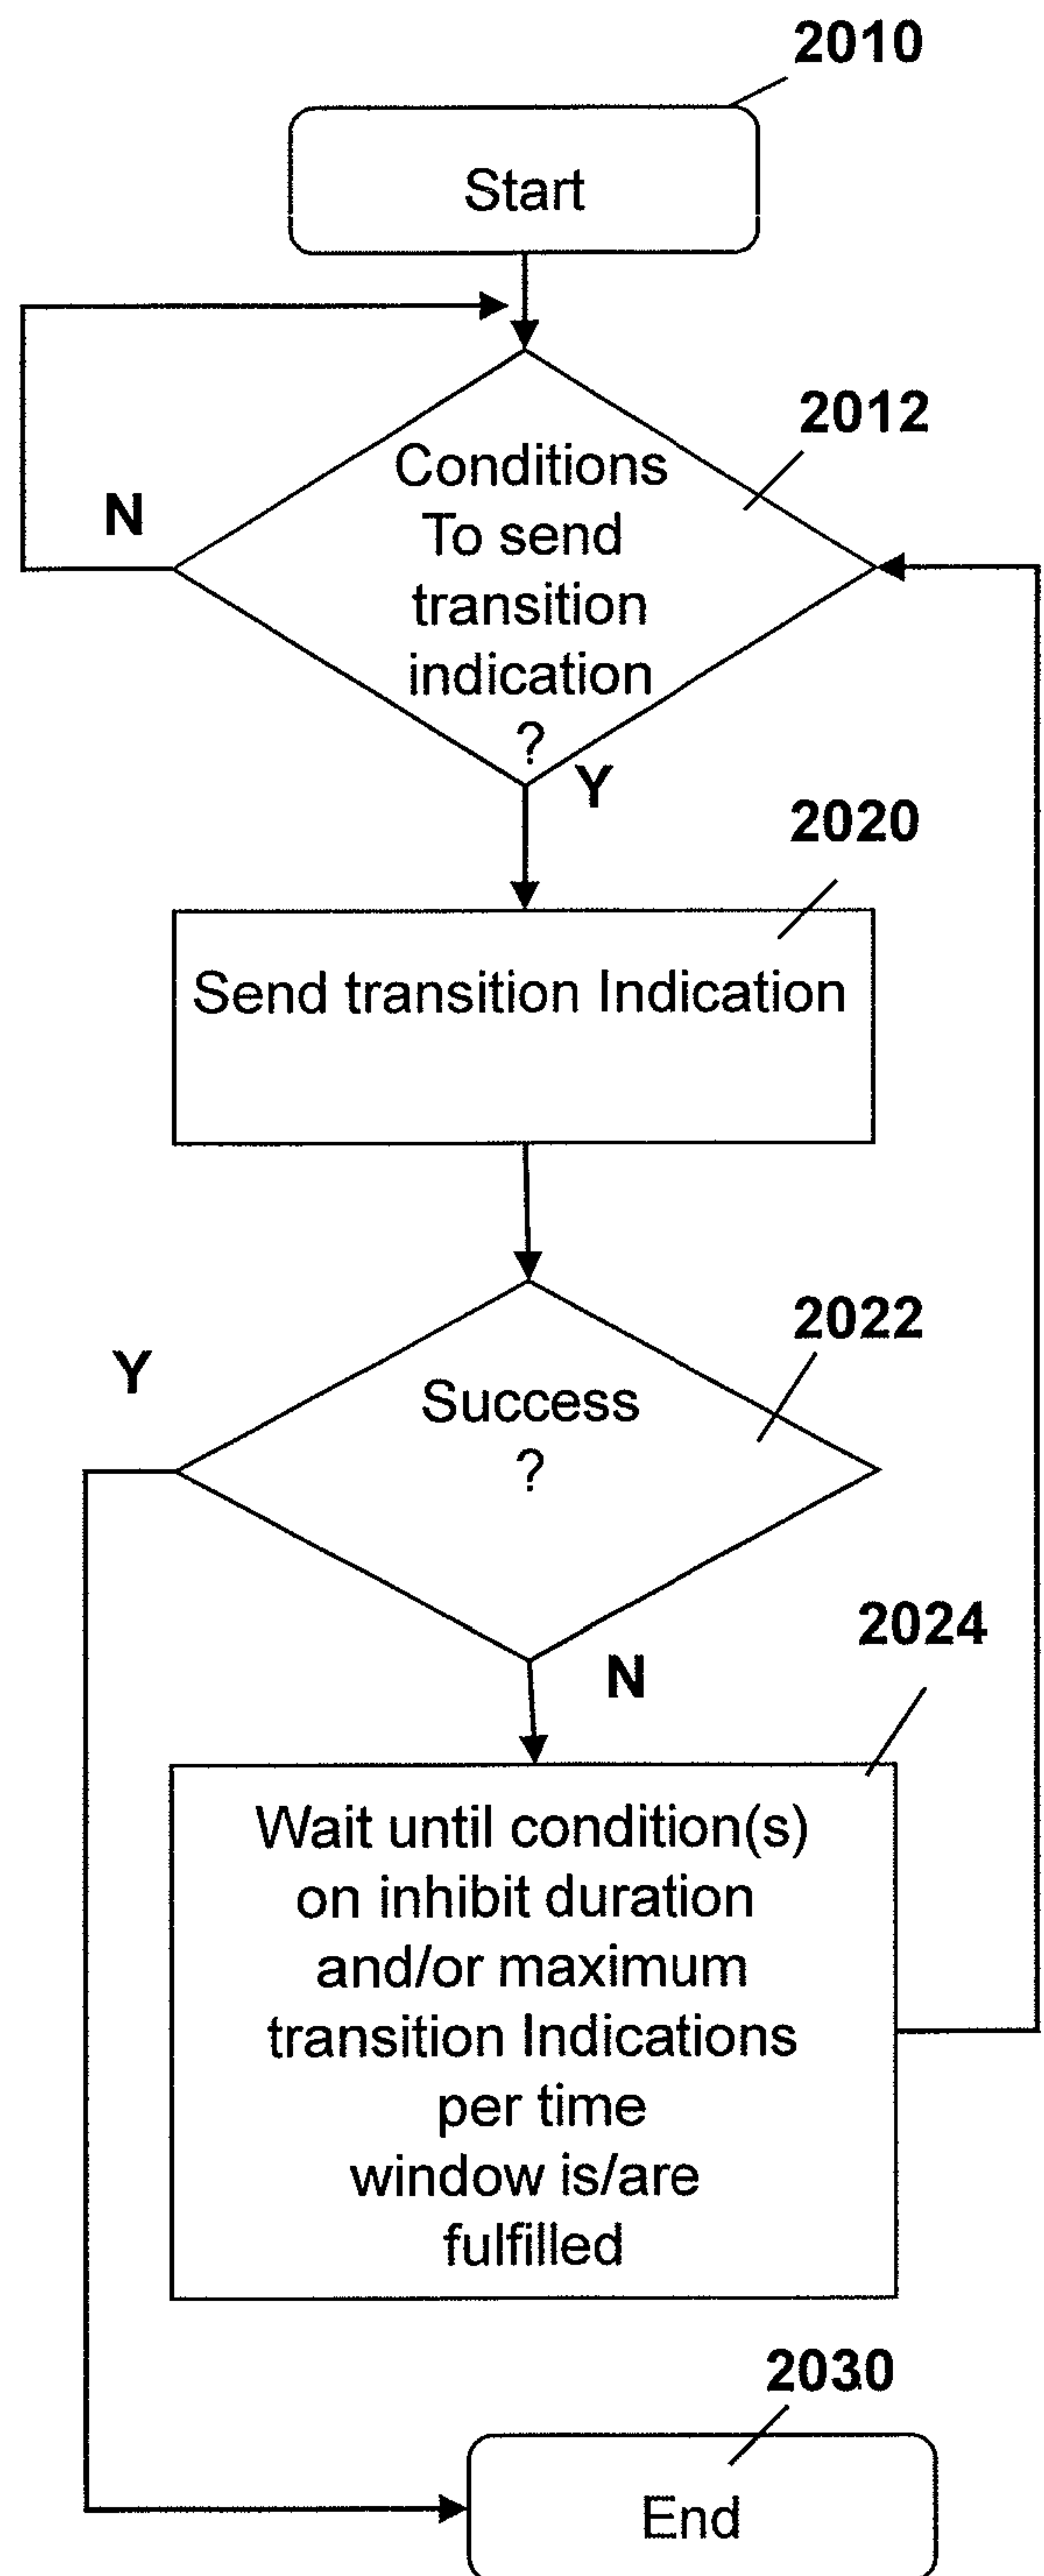 2010
Start
2012
Conditions
To send
transition
indication
?
N
Y
2020
Send transition Indication
2022
Y
Success
?
N
2024
Wait until condition(s)
on inhibit duration
and/or maximum
transition Indications
per time
window is/are
fulfilled
2030
End